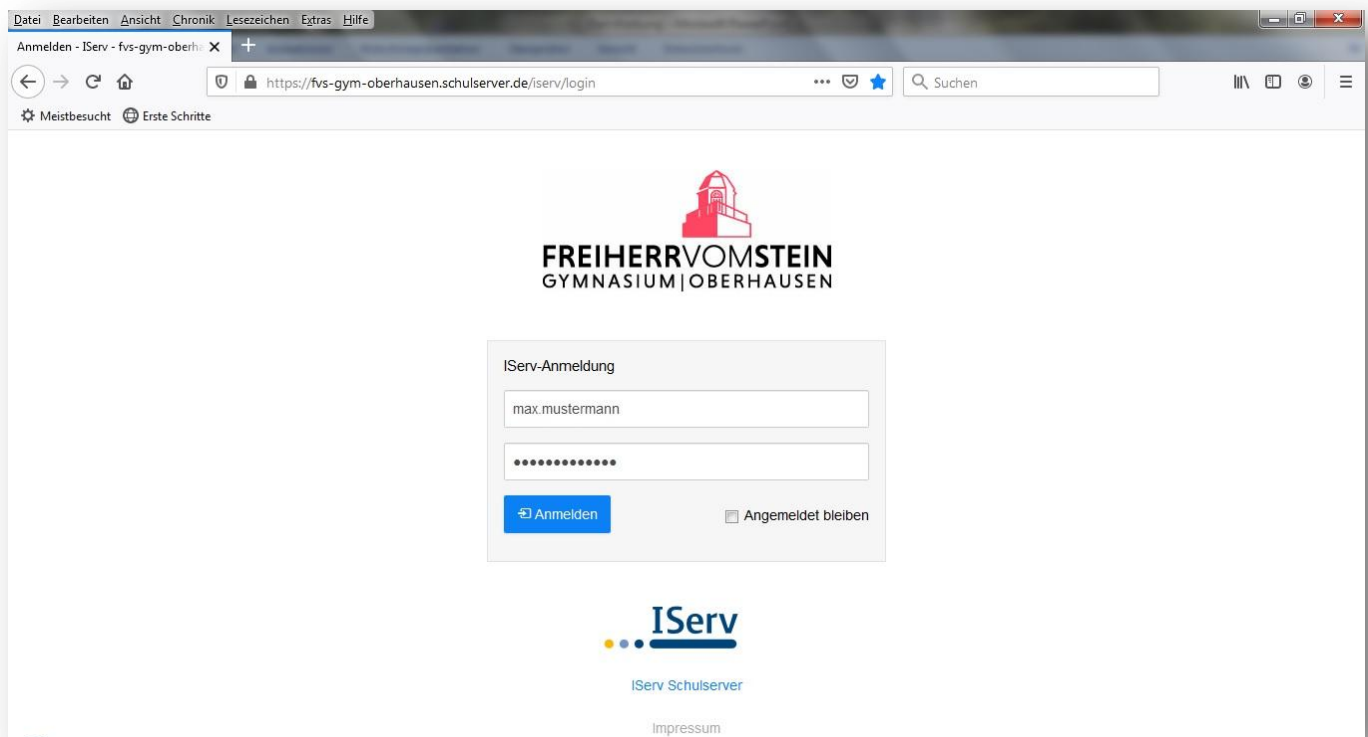 Datei Bearbeiten Ansicht Chronik Lesezeichen Extras Hilfe
Anmelden - IServ - fvs-gym-oberha
https://fvs-gym-oberhausen.schulserver.de/iserv/login
Suchen
Meistbesucht Erste Schritte
FREIHERRVOMSTEIN
GYMNASIUM|OBERHAUSEN
IServ-Anmeldung
max.mustermann
•••••••••••••
Anmelden Angemeldet bleiben
IServ
IServ Schulserver
Impressum